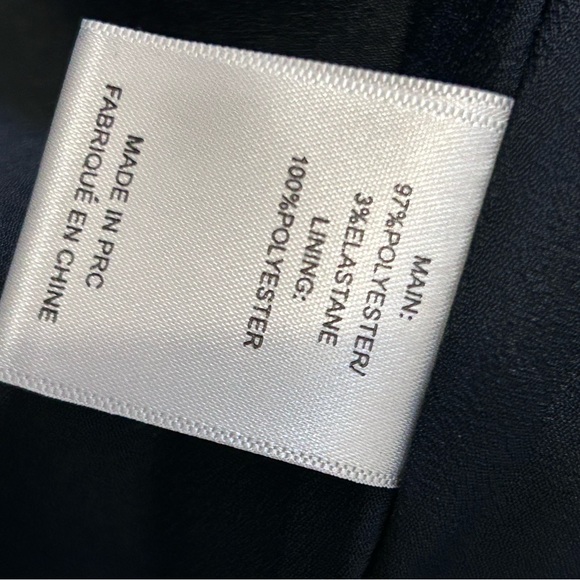 MAIN:
97%POLYESTER/
3%ELASTANE
LINING:
100%POLYESTER
MADE IN PRC
FABRIQUÉ EN CHINE